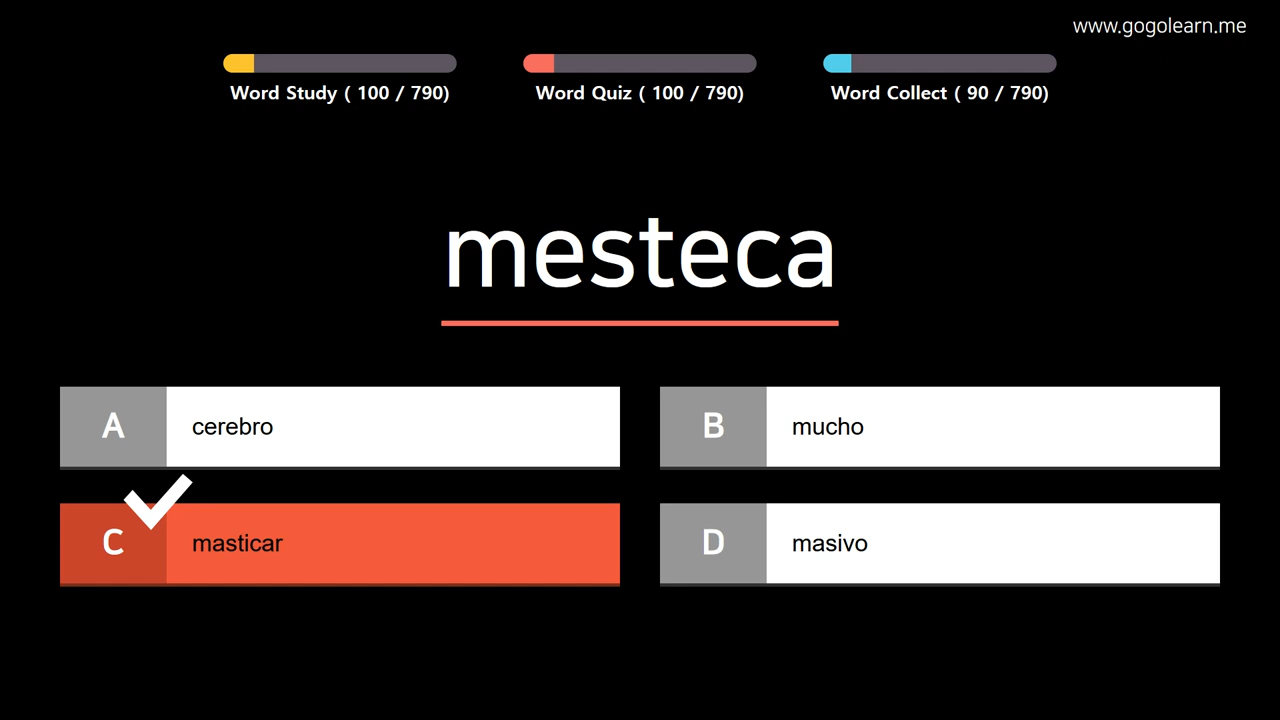 www.gogolearn.me
Word Study ( 100 / 790)
Word Quiz ( 100 / 790)
Word Collect ( 90 / 790)
mesteca
A cerebro
B mucho
C masticar
D masivo